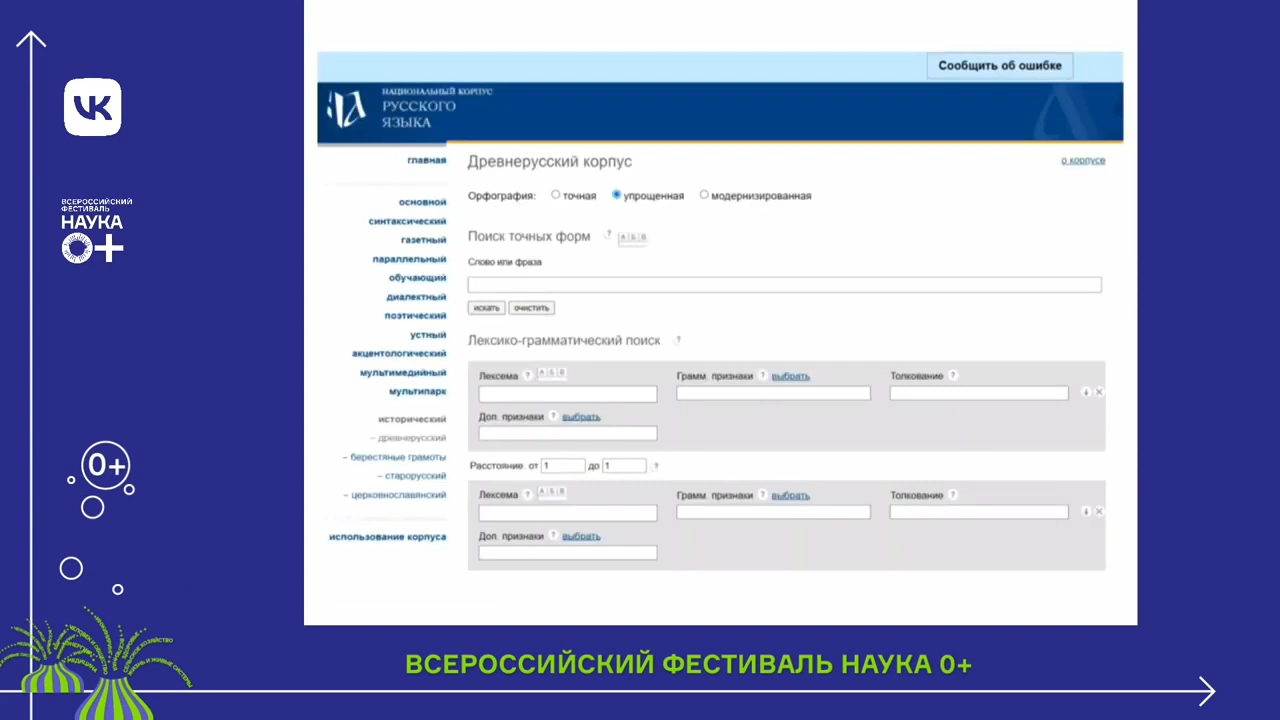 Сообщить об ошибке
НАЦИОНАЛЬНЫЙ КОРПУС
РУССКОГО
ЯЗЫКА
главная
основной
синтаксический
газетный
параллельный
обучающий
диалектный
поэтический
устный
акцентологический
мультимедийный
мультипарк
исторический
– древнерусский
– берестяные грамоты
– старорусский
– церковнославянский
использование корпуса
Древнерусский корпус
о корпусе
Орфография: точная упрощенная модернизированная
Поиск точных форм ? А Б В
Слово или фраза
искать очистить
Лексико-грамматический поиск ?
Лексема ? А Б В Грамм. признаки ? выбрать Толкование ?
Доп. признаки ? выбрать
Расстояние: от 1 до 1 ?
Лексема ? А Б В Грамм. признаки ? выбрать Толкование ?
Доп. признаки ? выбрать
VK
ВСЕРОССИЙСКИЙ
ФЕСТИВАЛЬ
НАУКА
0+
0+
ВСЕРОССИЙСКИЙ ФЕСТИВАЛЬ НАУКА 0+